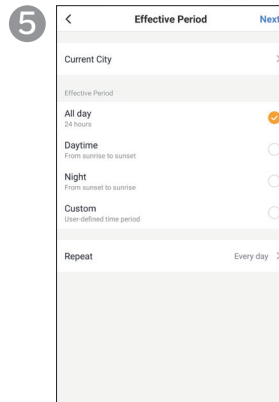 5
Effective Period
Next
Current City
Effective Period
All day
24 hours
Daytime
From sunrise to sunset
Night
From sunset to sunrise
Custom
User-defined time period
Repeat Every day